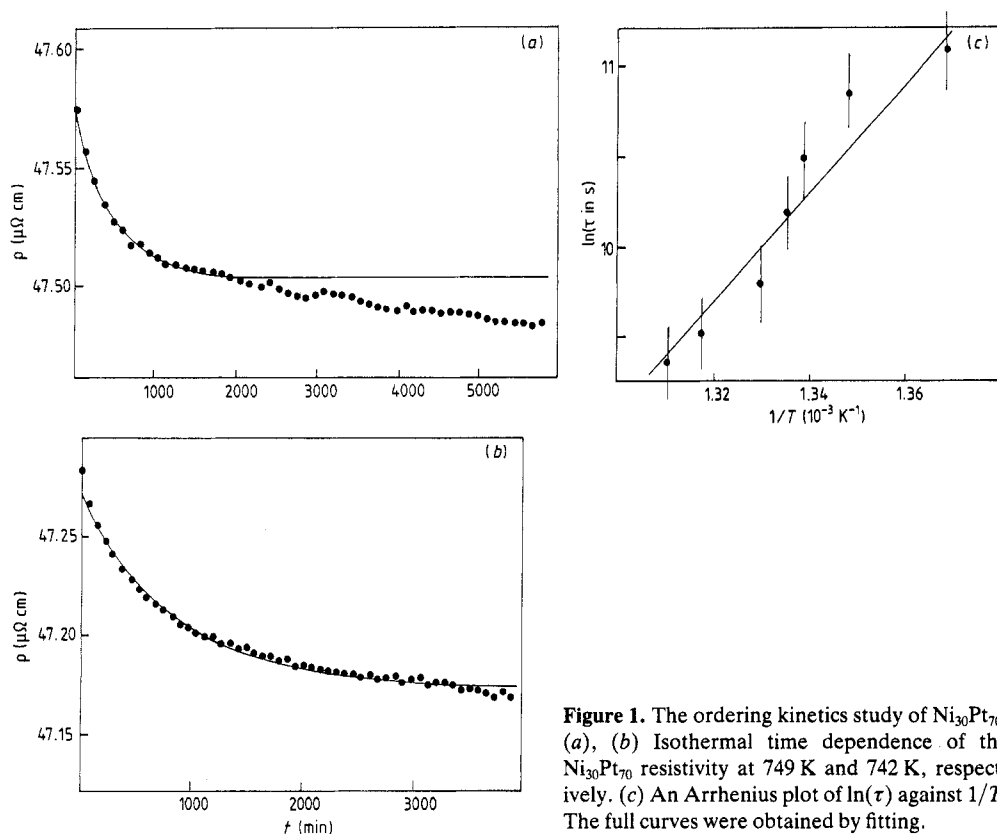 (a)
47.60
47.55
47.50
ρ (μΩ cm)
1000 2000 3000 4000 5000
(c)
11
10
ln(τ in s)
1.32 1.34 1.36
1/T (10⁻³ K⁻¹)
(b)
47.25
47.20
47.15
ρ (μΩ cm)
1000 2000 3000
t (min)
Figure 1. The ordering kinetics study of Ni₃₀Pt₇₀
(a), (b) Isothermal time dependence of th
Ni₃₀Pt₇₀ resistivity at 749 K and 742 K, respect
ively. (c) An Arrhenius plot of ln(τ) against 1/T
The full curves were obtained by fitting.